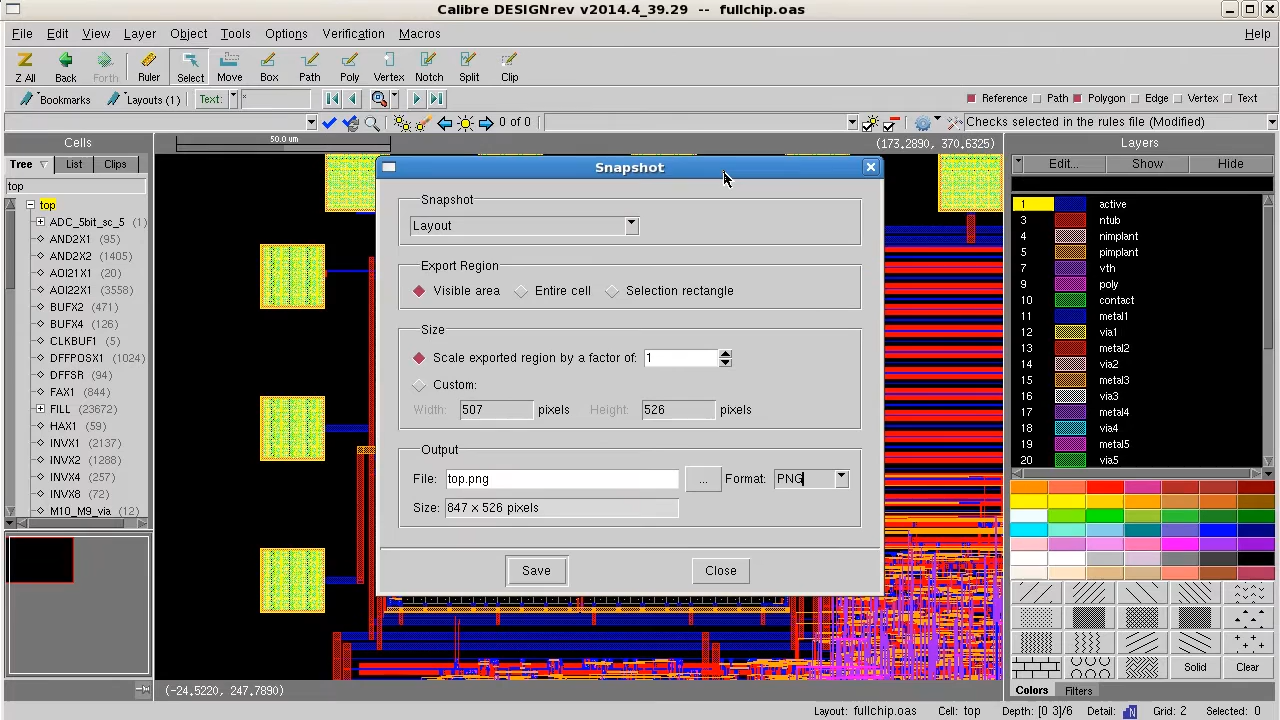 Calibre DESIGNrev v2014.4_39.29 -- fullchip.oas
File Edit View Layer Object Tools Options Verification Macros Help
Z All Back Forth Ruler Select Move Box Path Poly Vertex Notch Split Clip
Bookmarks Layouts (1) Text: * Reference Path Polygon Edge Vertex Text
0 of 0 Checks selected in the rules file (Modified)
Cells 50.0 um (173.2890, 370.6325) Layers
Tree List Clips Edit... Show Hide
top
top
ADC_5bit_sc_5 (1)
AND2X1 (95)
AND2X2 (1405)
AOI21X1 (20)
AOI22X1 (3558)
BUFX2 (471)
BUFX4 (126)
CLKBUF1 (5)
DFFPOSX1 (1024)
DFFSR (94)
FAX1 (844)
FILL (23672)
HAX1 (59)
INVX1 (2137)
INVX2 (1288)
INVX4 (257)
INVX8 (72)
M10_M9_via (12)
Snapshot
Snapshot
Layout
Export Region
Visible area Entire cell Selection rectangle
Size
Scale exported region by a factor of: 1
Custom:
Width: 507 pixels Height: 526 pixels
Output
File: top.png Format: PNG
Size: 847 x 526 pixels
Save Close
1 active
3 ntub
4 nimplant
5 pimplant
7 vth
9 poly
10 contact
11 metal1
12 via1
13 metal2
14 via2
15 metal3
16 via3
17 metal4
18 via4
19 metal5
20 via5
Solid Clear
Colors Filters
(-24.5220, 247.7890)
Layout: fullchip.oas Cell: top Depth: [0 3]/6 Detail: Grid: 2 Selected: 0